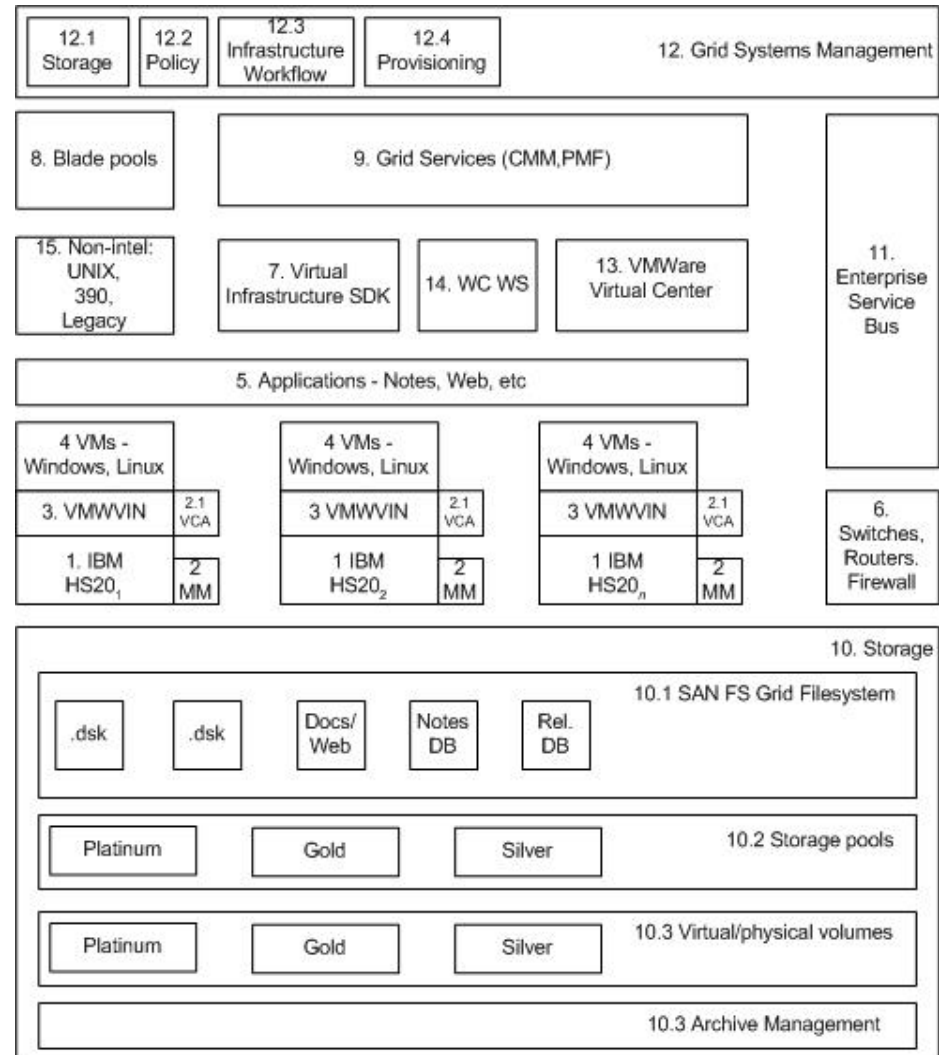 12.1
Storage
12.2
Policy
12.3
Infrastructure
Workflow
12.4
Provisioning
12. Grid Systems Management
8. Blade pools
9. Grid Services (CMM,PMF)
11.
Enterprise
Service
Bus
15. Non-intel:
UNIX,
390,
Legacy
7. Virtual
Infrastructure SDK
14. WC WS
13. VMWare
Virtual Center
5. Applications - Notes, Web, etc
4 VMs -
Windows, Linux
3. VMWVIN
2.1
VCA
1. IBM
HS20₁
2
MM
4 VMs -
Windows, Linux
3 VMWVIN
2.1
VCA
1 IBM
HS20₂
2
MM
4 VMs -
Windows, Linux
3 VMWVIN
2.1
VCA
1 IBM
HS20ₙ
2
MM
6.
Switches,
Routers.
Firewall
10. Storage
10.1 SAN FS Grid Filesystem
.dsk
.dsk
Docs/
Web
Notes
DB
Rel.
DB
10.2 Storage pools
Platinum
Gold
Silver
10.3 Virtual/physical volumes
Platinum
Gold
Silver
10.3 Archive Management